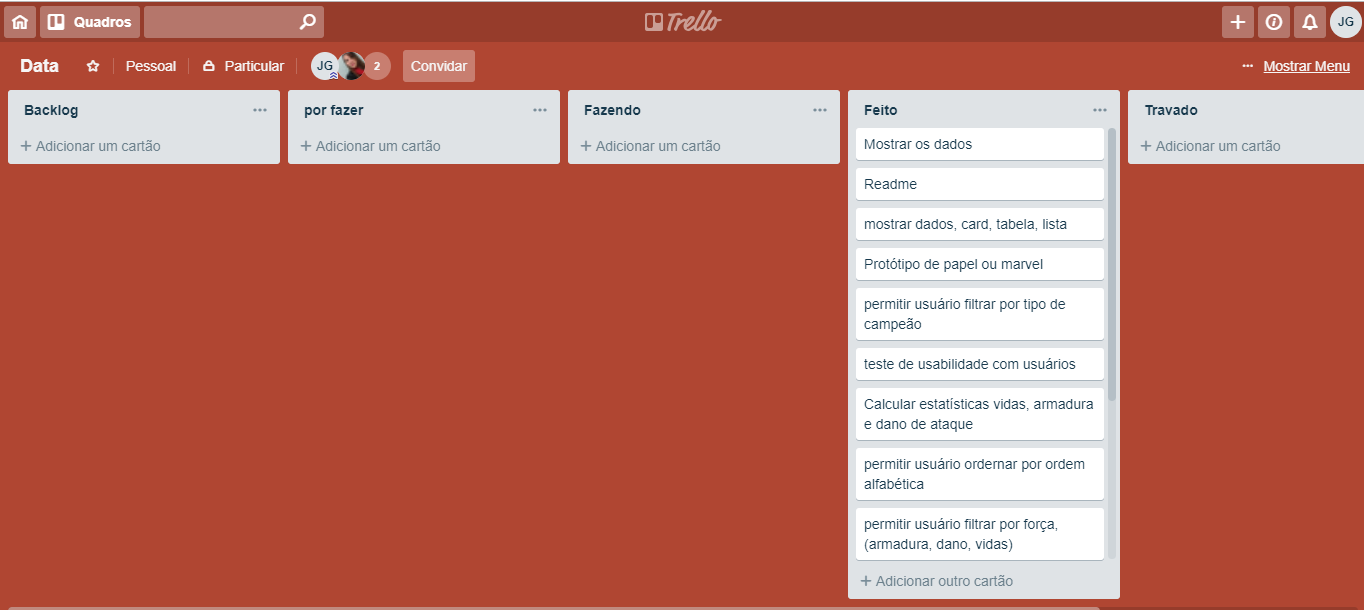 Quadros
Trello
JG
Data
Pessoal
Particular
JG
2
Convidar
Mostrar Menu
Backlog
Adicionar um cartão
por fazer
Adicionar um cartão
Fazendo
Adicionar um cartão
Feito
Mostrar os dados
Readme
mostrar dados, card, tabela, lista
Protótipo de papel ou marvel
permitir usuário filtrar por tipo de
campeão
teste de usabilidade com usuários
Calcular estatísticas vidas, armadura
e dano de ataque
permitir usuário ordernar por ordem
alfabética
permitir usuário filtrar por força,
(armadura, dano, vidas)
Adicionar outro cartão
Travado
Adicionar um cartão